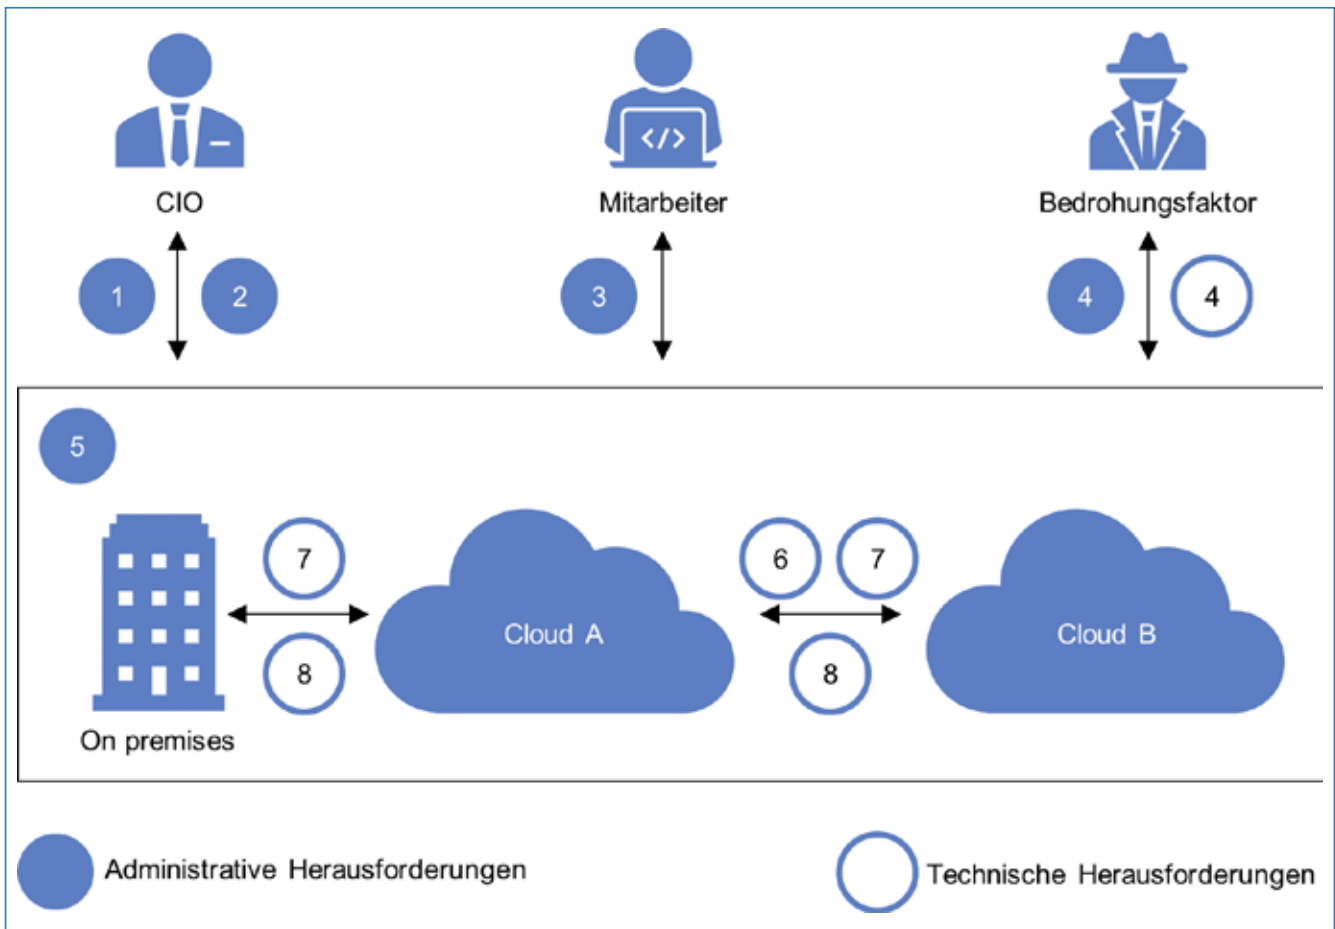 </>
CIO
Mitarbeiter
Bedrohungsfaktor
1
2
3
4
4
5
7
6
7
Cloud A
Cloud B
8
8
On premises
Administrative Herausforderungen
Technische Herausforderungen